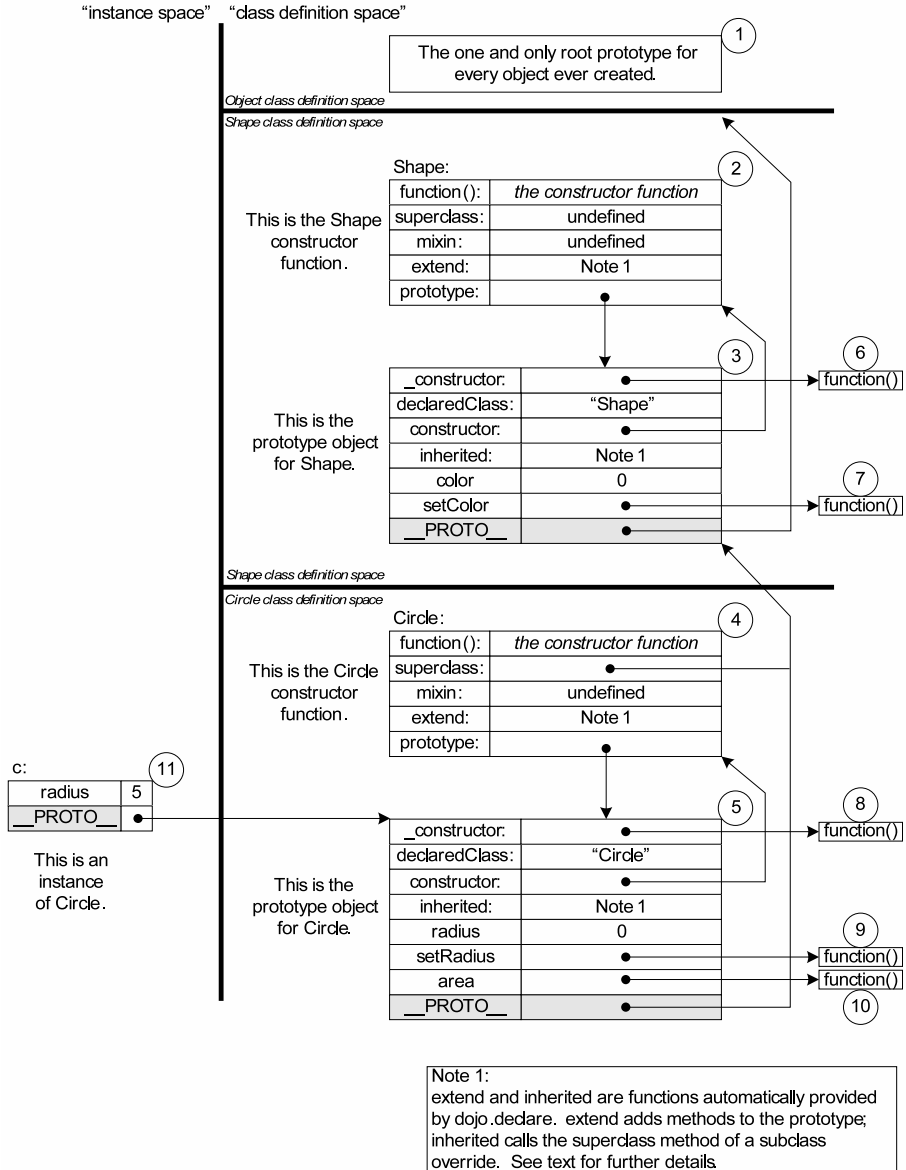 "instance space" "class definition space"
1
The one and only root prototype for
every object ever created.
Object class definition space
Shape class definition space
2
Shape:
function(): the constructor function
superclass: undefined
mixin: undefined
extend: Note 1
prototype:
This is the Shape
constructor
function.
3
_constructor:
declaredClass: "Shape"
constructor:
inherited: Note 1
color 0
setColor
__PROTO__
This is the
prototype object
for Shape.
6
function()
7
function()
Shape class definition space
Circle class definition space
4
Circle:
function(): the constructor function
superclass:
mixin: undefined
extend: Note 1
prototype:
This is the Circle
constructor
function.
c:
11
radius 5
__PROTO__
This is an
instance
of Circle.
5
_constructor:
declaredClass: "Circle"
constructor:
inherited: Note 1
radius 0
setRadius
area
__PROTO__
This is the
prototype object
for Circle.
8
function()
9
function()
function()
10
Note 1:
extend and inherited are functions automatically provided
by dojo.declare. extend adds methods to the prototype;
inherited calls the superclass method of a subclass
override. See text for further details.